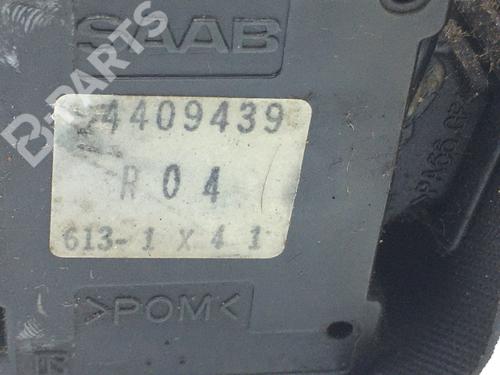 SAAB
B-PARTS
4409439
R 0 4
613- 1 X 4 1
>POM<